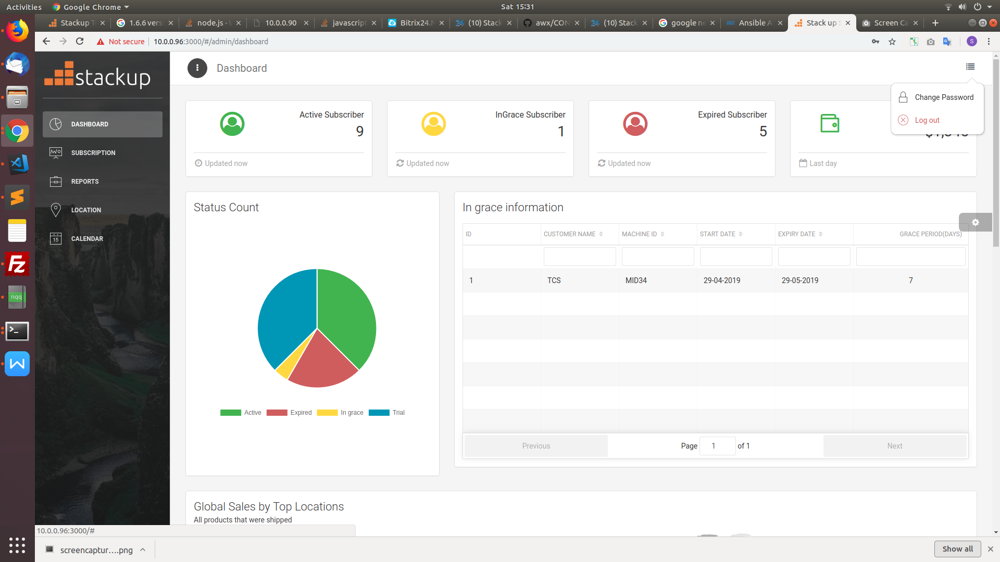 Activities
Google Chrome
Sat 15:31
Stackup T
1.6.6 vers
node.js - W
10.0.0.90
javascript
Bitrix24.N
(10) Stack
awx/CON
(10) Stack
google ne
Ansible A
Stack up S
Screen Ca
Not secure
10.0.0.96:3000/#/admin/dashboard
S
stackup
Dashboard
Change Password
Log out
DASHBOARD
SUBSCRIPTION
REPORTS
LOCATION
15
CALENDAR
nqq
Active Subscriber
9
Updated now
InGrace Subscriber
1
Updated now
Expired Subscriber
5
Updated now
Last day
Status Count
Active
Expired
In grace
Trial
In grace information
ID CUSTOMER NAME MACHINE ID START DATE EXPIRY DATE GRACE PERIOD(DAYS)
1 TCS MID34 29-04-2019 29-05-2019 7
Previous
Page 1 of 1
Next
Global Sales by Top Locations
All products that were shipped
10.0.0.96:3000/#
screencaptur....png
Show all